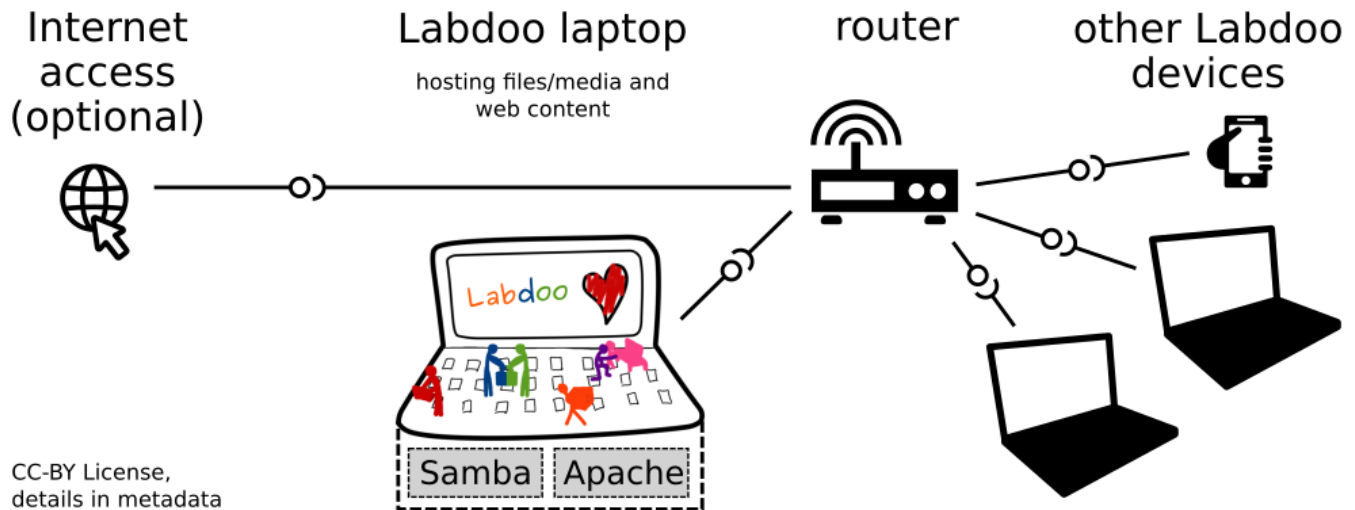 Internet
access
(optional)
Labdoo laptop
hosting files/media and
web content
router
other Labdoo
devices
Labdoo
Samba
Apache
CC-BY License,
details in metadata